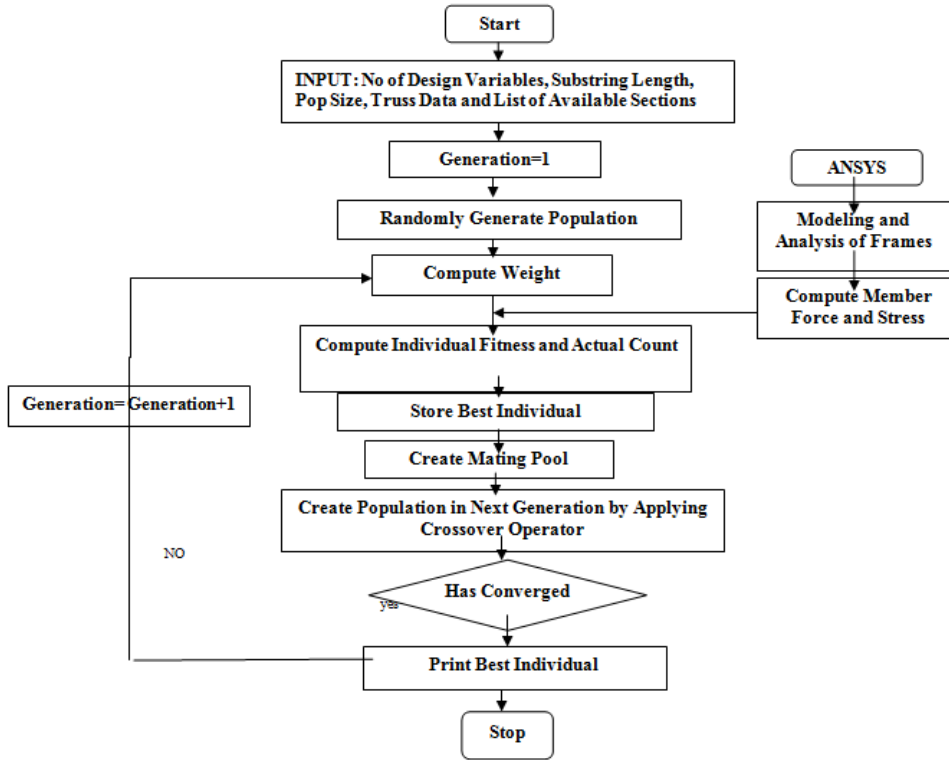 Start
INPUT: No of Design Variables, Substring Length,
Pop Size, Truss Data and List of Available Sections
Generation=1
ANSYS
Randomly Generate Population
Modeling and
Analysis of Frames
Compute Weight
Compute Member
Force and Stress
Compute Individual Fitness and Actual Count
Generation= Generation+1
Store Best Individual
Create Mating Pool
Create Population in Next Generation by Applying
Crossover Operator
NO
Has Converged
yes
Print Best Individual
Stop